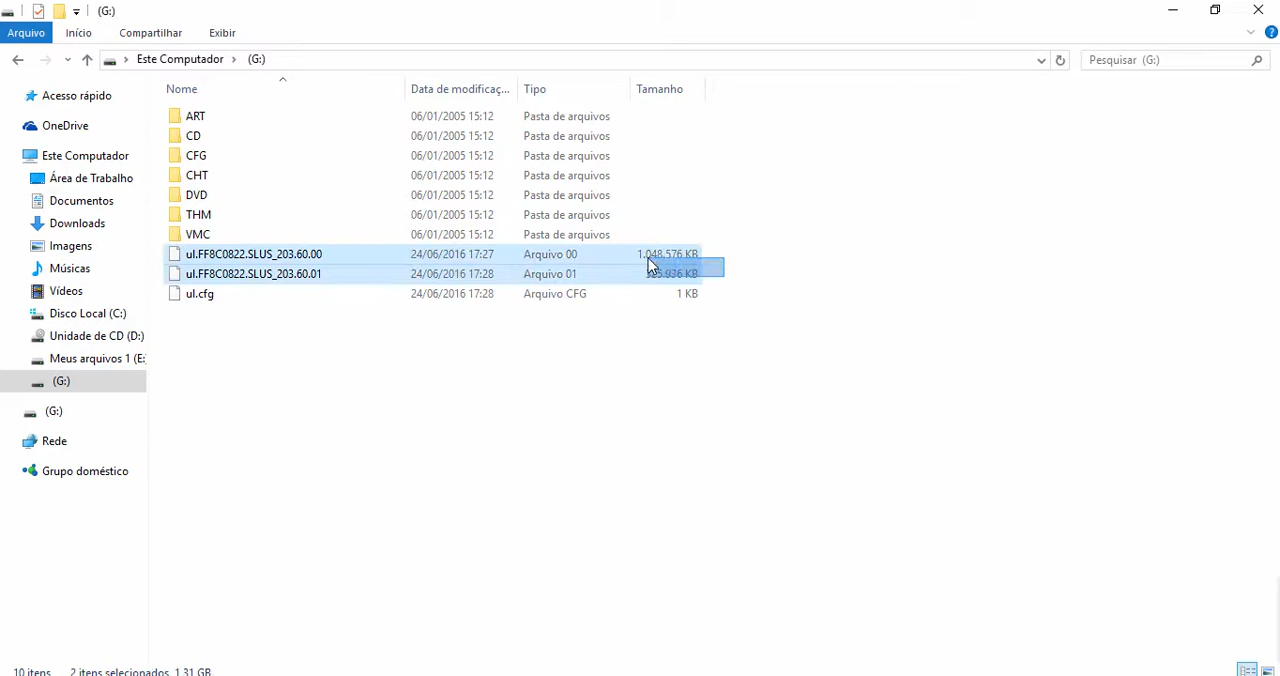 (G:)
Arquivo Início Compartilhar Exibir
Este Computador (G:) Pesquisar (G:)
Nome Data de modificaç... Tipo Tamanho
Acesso rápido
OneDrive
Este Computador
Área de Trabalho
Documentos
Downloads
Imagens
Músicas
Vídeos
Disco Local (C:)
Unidade de CD (D:)
Meus arquivos 1 (E:
(G:)
(G:)
Rede
Grupo doméstico
ART 06/01/2005 15:12 Pasta de arquivos
CD 06/01/2005 15:12 Pasta de arquivos
CFG 06/01/2005 15:12 Pasta de arquivos
CHT 06/01/2005 15:12 Pasta de arquivos
DVD 06/01/2005 15:12 Pasta de arquivos
THM 06/01/2005 15:12 Pasta de arquivos
VMC 06/01/2005 15:12 Pasta de arquivos
ul.FF8C0822.SLUS_203.60.00 24/06/2016 17:27 Arquivo 00 1.048.576 KB
ul.FF8C0822.SLUS_203.60.01 24/06/2016 17:28 Arquivo 01 KB
ul.cfg 24/06/2016 17:28 Arquivo CFG 1 KB
10 itens 2 itens selecionados 1,31 GB